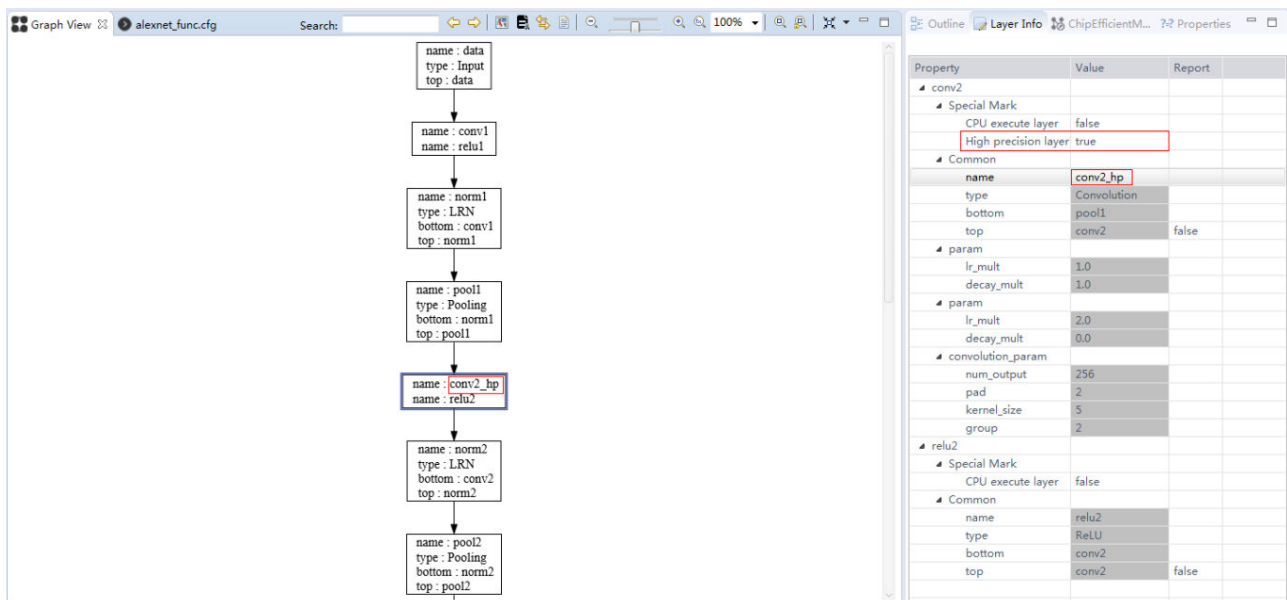 Graph View
alexnet_func.cfg
Search:
100%
name : data
type : Input
top : data
name : conv1
name : relu1
name : norm1
type : LRN
bottom : conv1
top : norm1
name : pool1
type : Pooling
bottom : norm1
top : pool1
name : conv2_hp
name : relu2
name : norm2
type : LRN
bottom : conv2
top : norm2
name : pool2
type : Pooling
bottom : norm2
top : pool2
Outline Layer Info ChipEfficientM... Properties
Property Value Report
conv2
Special Mark
CPU execute layer false
High precision layer true
Common
name conv2_hp
type Convolution
bottom pool1
top conv2 false
param
lr_mult 1.0
decay_mult 1.0
param
lr_mult 2.0
decay_mult 0.0
convolution_param
num_output 256
pad 2
kernel_size 5
group 2
relu2
Special Mark
CPU execute layer false
Common
name relu2
type ReLU
bottom conv2
top conv2 false